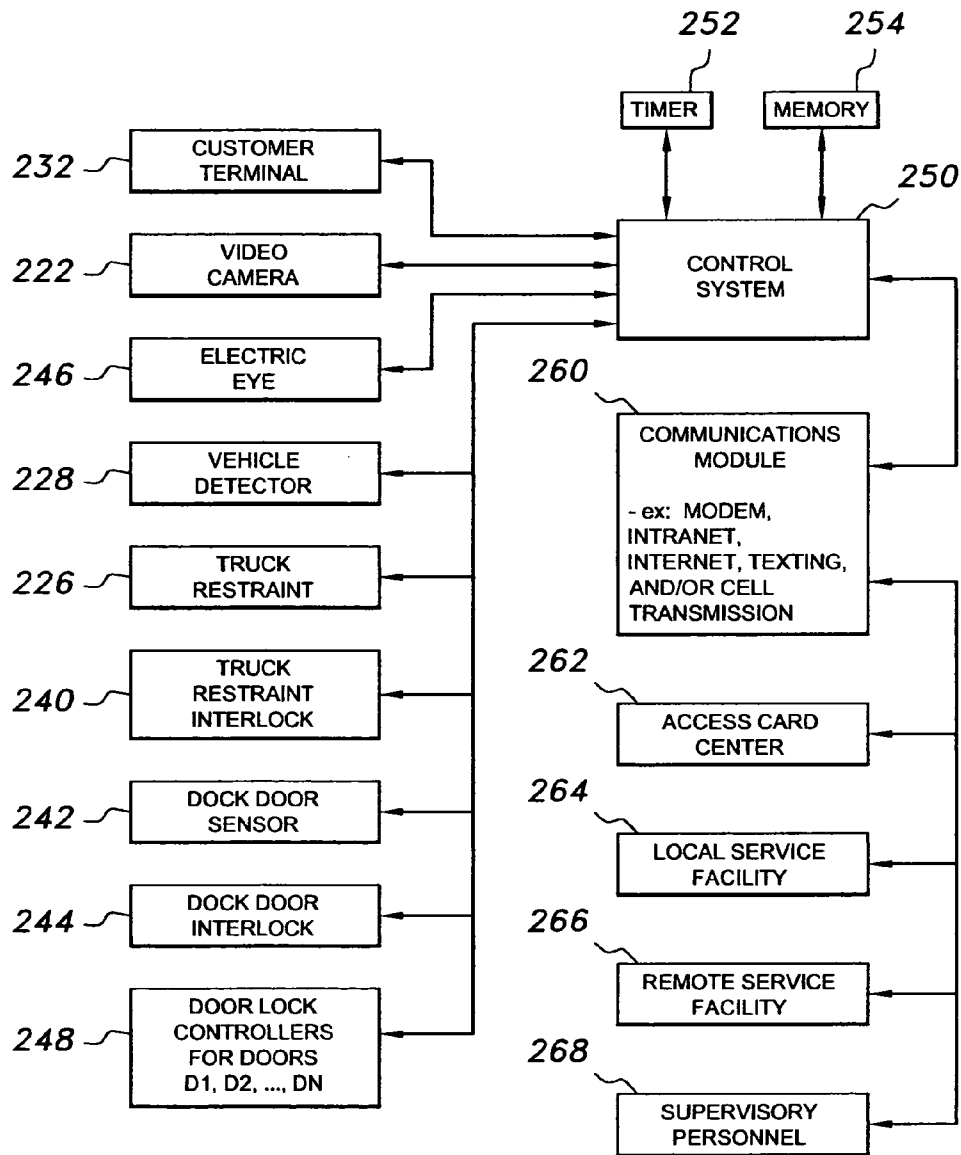 252
254
TIMER
MEMORY
232
CUSTOMER
TERMINAL
250
222
VIDEO
CAMERA
CONTROL
SYSTEM
246
ELECTRIC
EYE
260
228
VEHICLE
DETECTOR
COMMUNICATIONS
MODULE
- ex: MODEM,
INTRANET,
INTERNET, TEXTING,
AND/OR CELL
TRANSMISSION
226
TRUCK
RESTRAINT
240
TRUCK
RESTRAINT
INTERLOCK
262
ACCESS CARD
CENTER
242
DOCK DOOR
SENSOR
264
LOCAL SERVICE
FACILITY
244
DOCK DOOR
INTERLOCK
266
REMOTE SERVICE
FACILITY
248
DOOR LOCK
CONTROLLERS
FOR DOORS
D1, D2, ..., DN
268
SUPERVISORY
PERSONNEL